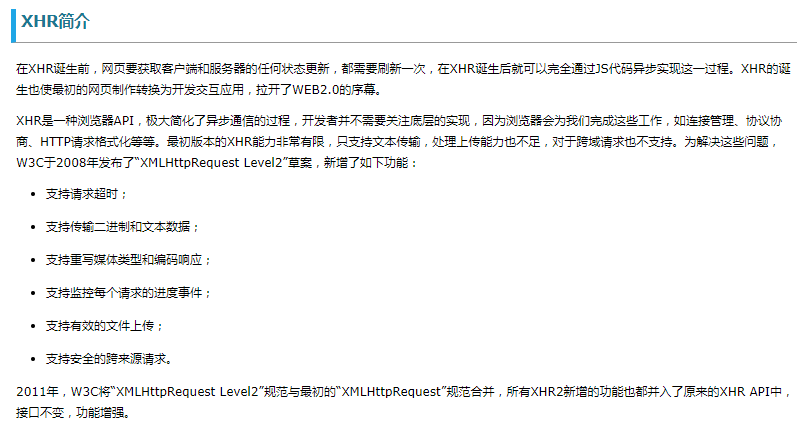 XHR简介
在XHR诞生前，网页要获取客户端和服务器的任何状态更新，都需要刷新一次，在XHR诞生后就可以完全通过JS代码异步实现这一过程。XHR的诞
生也使最初的网页制作转换为开发交互应用，拉开了WEB2.0的序幕。
XHR是一种浏览器API，极大简化了异步通信的过程，开发者并不需要关注底层的实现，因为浏览器会为我们完成这些工作，如连接管理、协议协
商、HTTP请求格式化等等。最初版本的XHR能力非常有限，只支持文本传输，处理上传能力也不足，对于跨域请求也不支持。为解决这些问题，
W3C于2008年发布了“XMLHttpRequest Level2”草案，新增了如下功能：
• 支持请求超时；
• 支持传输二进制和文本数据；
• 支持重写媒体类型和编码响应；
• 支持监控每个请求的进度事件；
• 支持有效的文件上传；
• 支持安全的跨来源请求。
2011年，W3C将“XMLHttpRequest Level2”规范与最初的“XMLHttpRequest”规范合并，所有XHR2新增的功能也都并入了原来的XHR API中，
接口不变，功能增强。